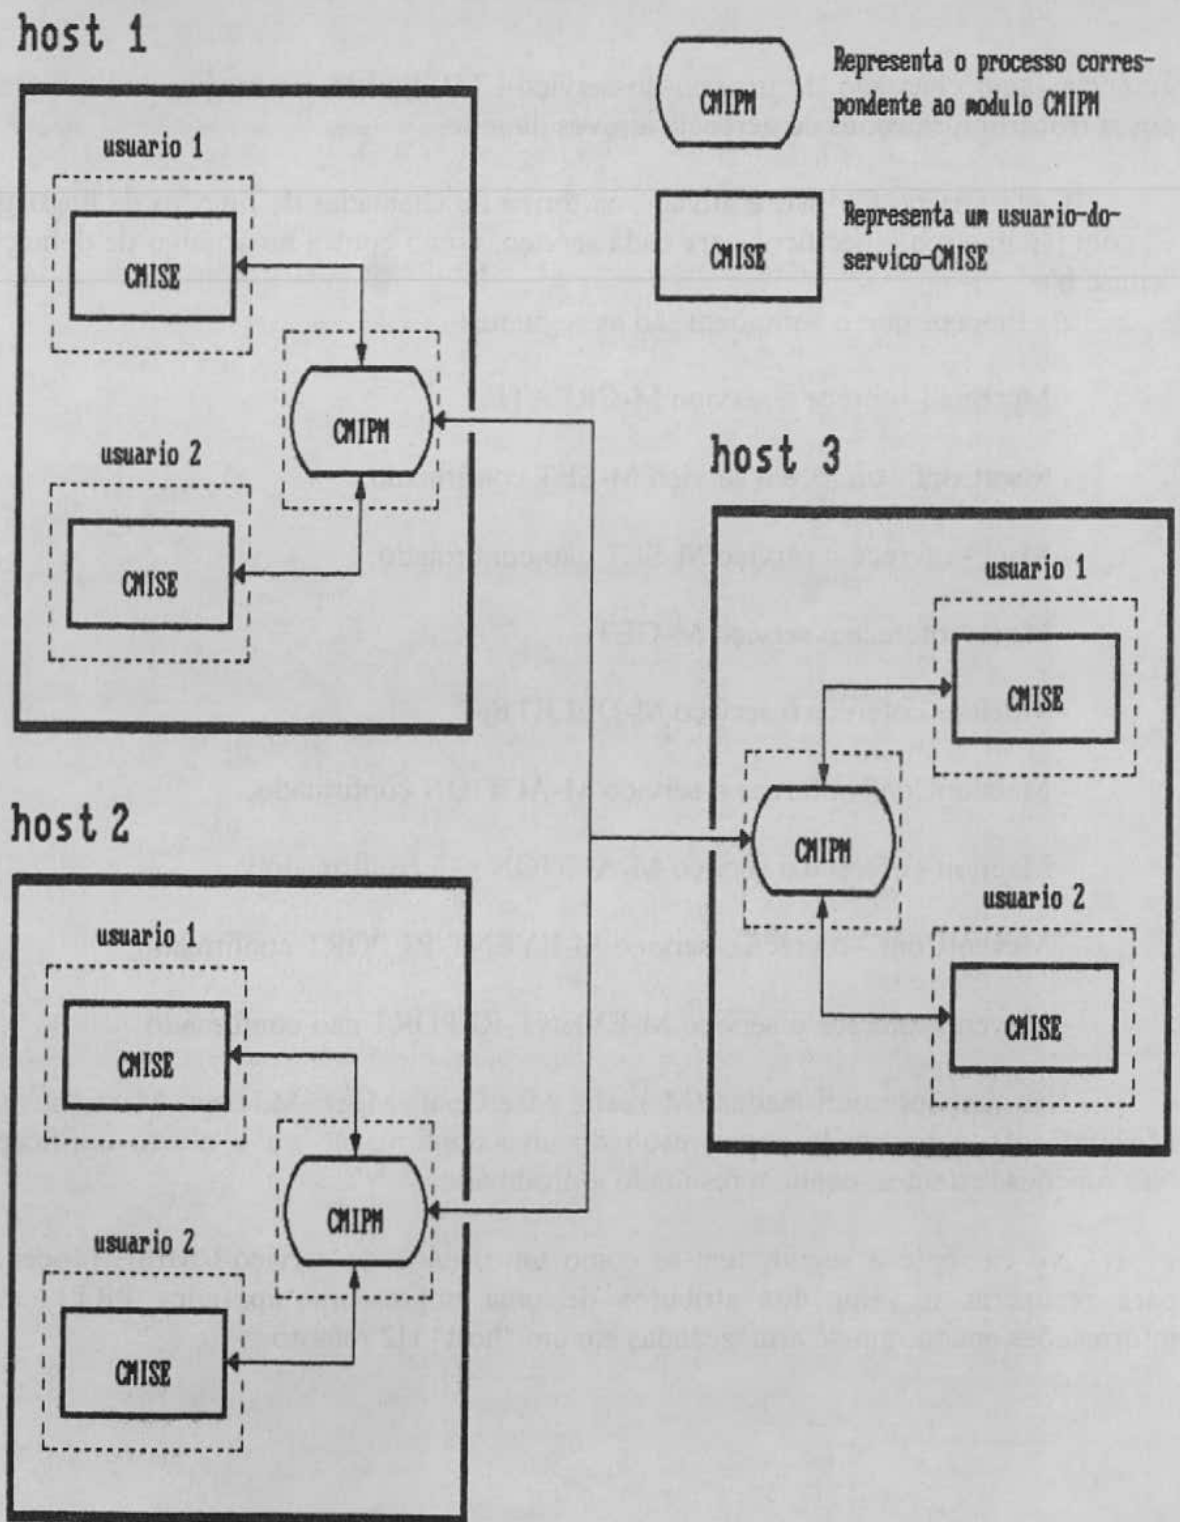 host 1
CMIPM
Representa o processo corres-
pondente ao modulo CMIPM
CMISE
Representa um usuario-do-
servico-CMISE
usuario 1
CMISE
CMIPM
usuario 2
CMISE
host 3
usuario 1
CMISE
CMIPM
usuario 2
CMISE
host 2
usuario 1
CMISE
CMIPM
usuario 2
CMISE